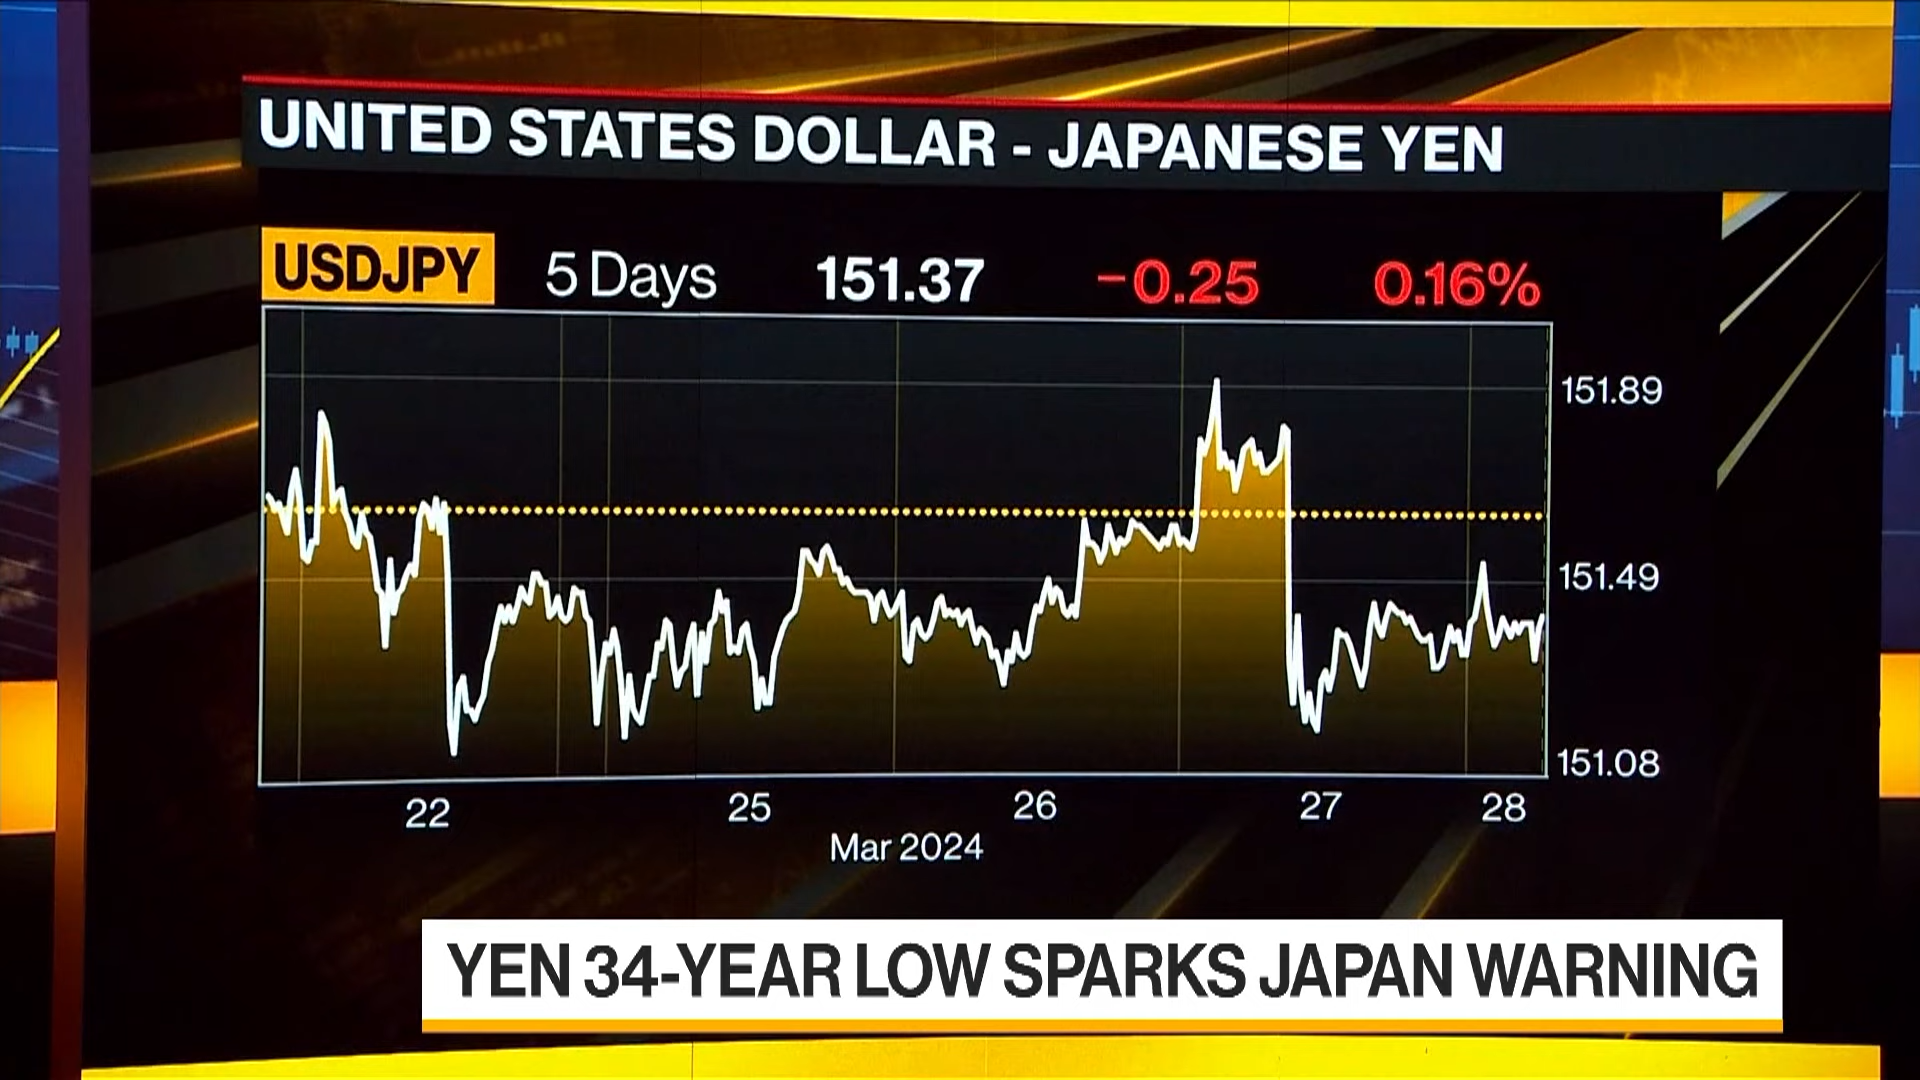 UNITED STATES DOLLAR - JAPANESE YEN
USDJPY 5 Days 151.37 -0.25 0.16%
151.89
151.49
151.08
22 25 26 27 28
Mar 2024
YEN 34-YEAR LOW SPARKS JAPAN WARNING